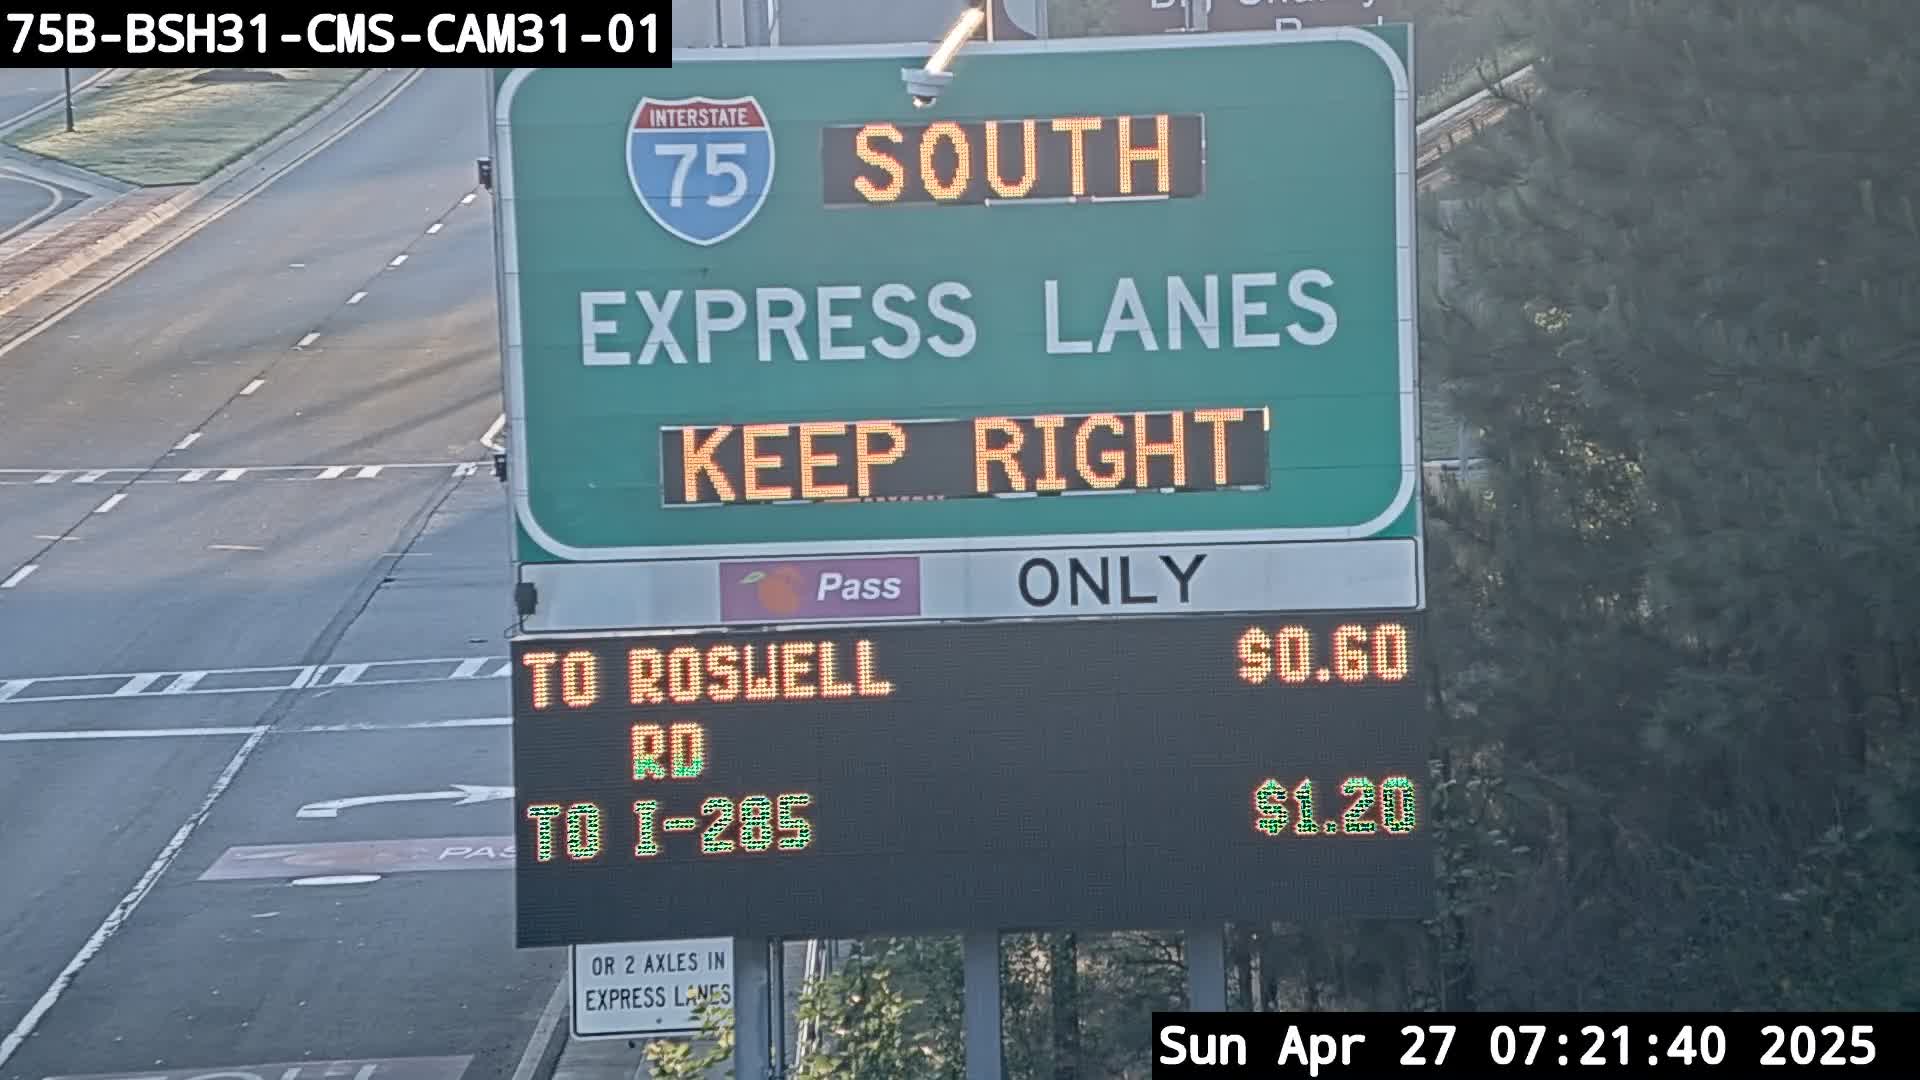 75B-BSH31-CMS-CAM31-01
INTERSTATE
75
SOUTH
EXPRESS LANES
KEEP RIGHT
Pass ONLY
TO ROSWELL $0.60
RD
TO I-285 $1.20
OR 2 AXLES IN
EXPRESS LANES
Sun Apr 27 07:21:40 2025